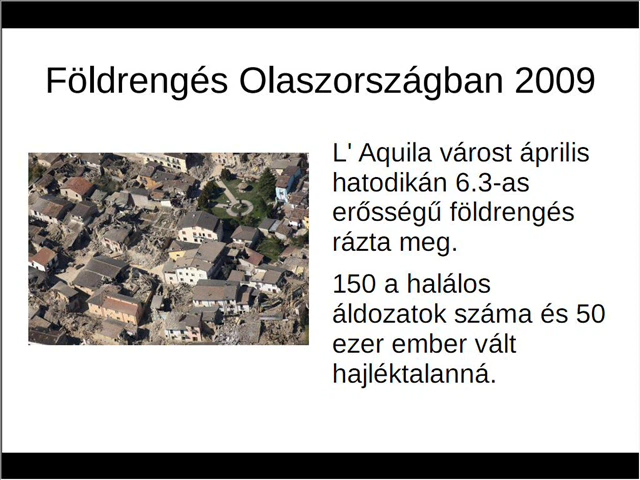 Földrengés Olaszországban 2009
L' Aquila várost április
hatodikán 6.3-as
erősségű földrengés
rázta meg.
150 a halálos
áldozatok száma és 50
ezer ember vált
hajléktalanná.